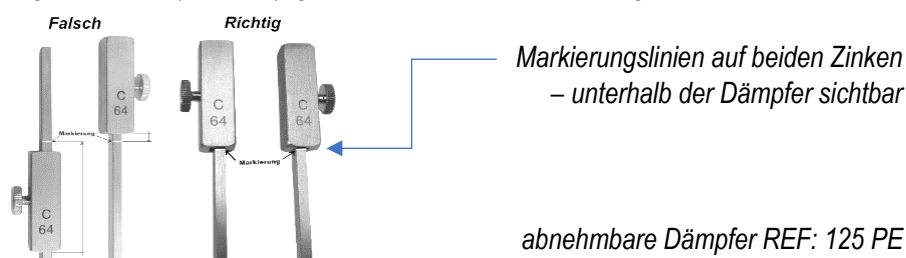 Falsch
Richtig
Markierungslinien auf beiden Zinken
– unterhalb der Dämpfer sichtbar
C
64
C
64
C
64
C
64
Markierung
Markierung
abnehmbare Dämpfer REF: 125 PE